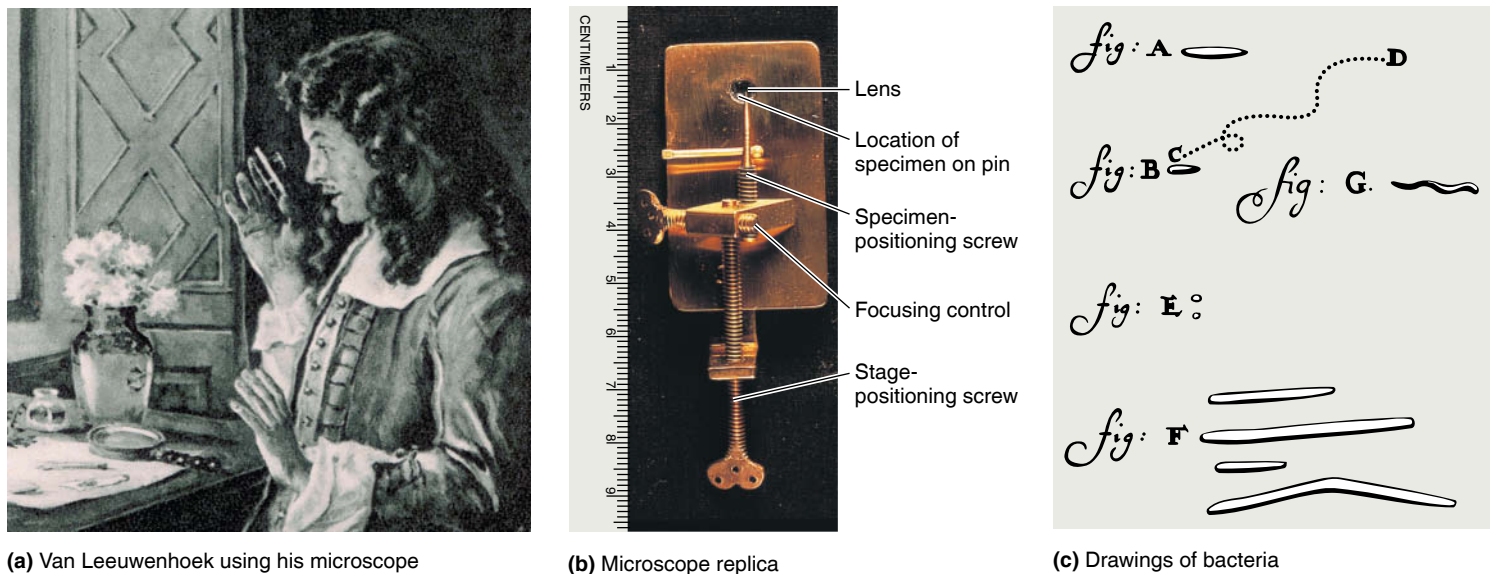 CENTIMETERS
1
2
3
4
5
6
7
8
9
Lens
Location of
specimen on pin
Specimen-
positioning screw
Focusing control
Stage-
positioning screw
fig: A
D
C
fig: B
fig: G.
fig: E
fig: F
(a) Van Leeuwenhoek using his microscope
(b) Microscope replica
(c) Drawings of bacteria